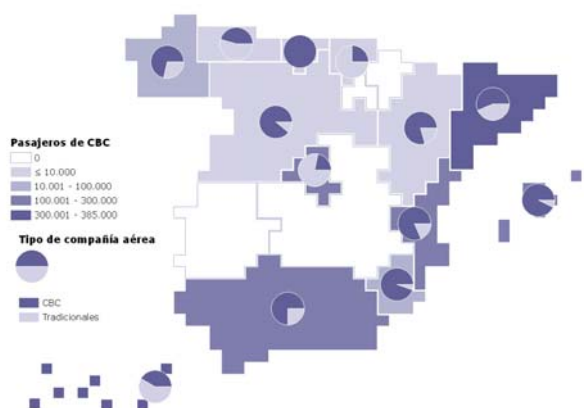 Pasajeros de CBC
0
≤ 10.000
10.001 - 100.000
100.001 - 300.000
300.001 - 385.000
Tipo de compañía aérea
CBC
Tradicionales